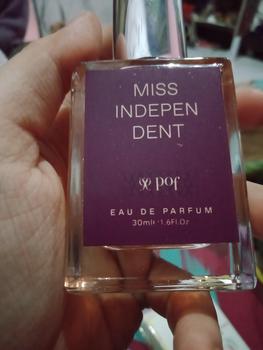 MISS
INDEPEN
DENT
EAU DE PARFUM
30ml 1.6Fl.Oz